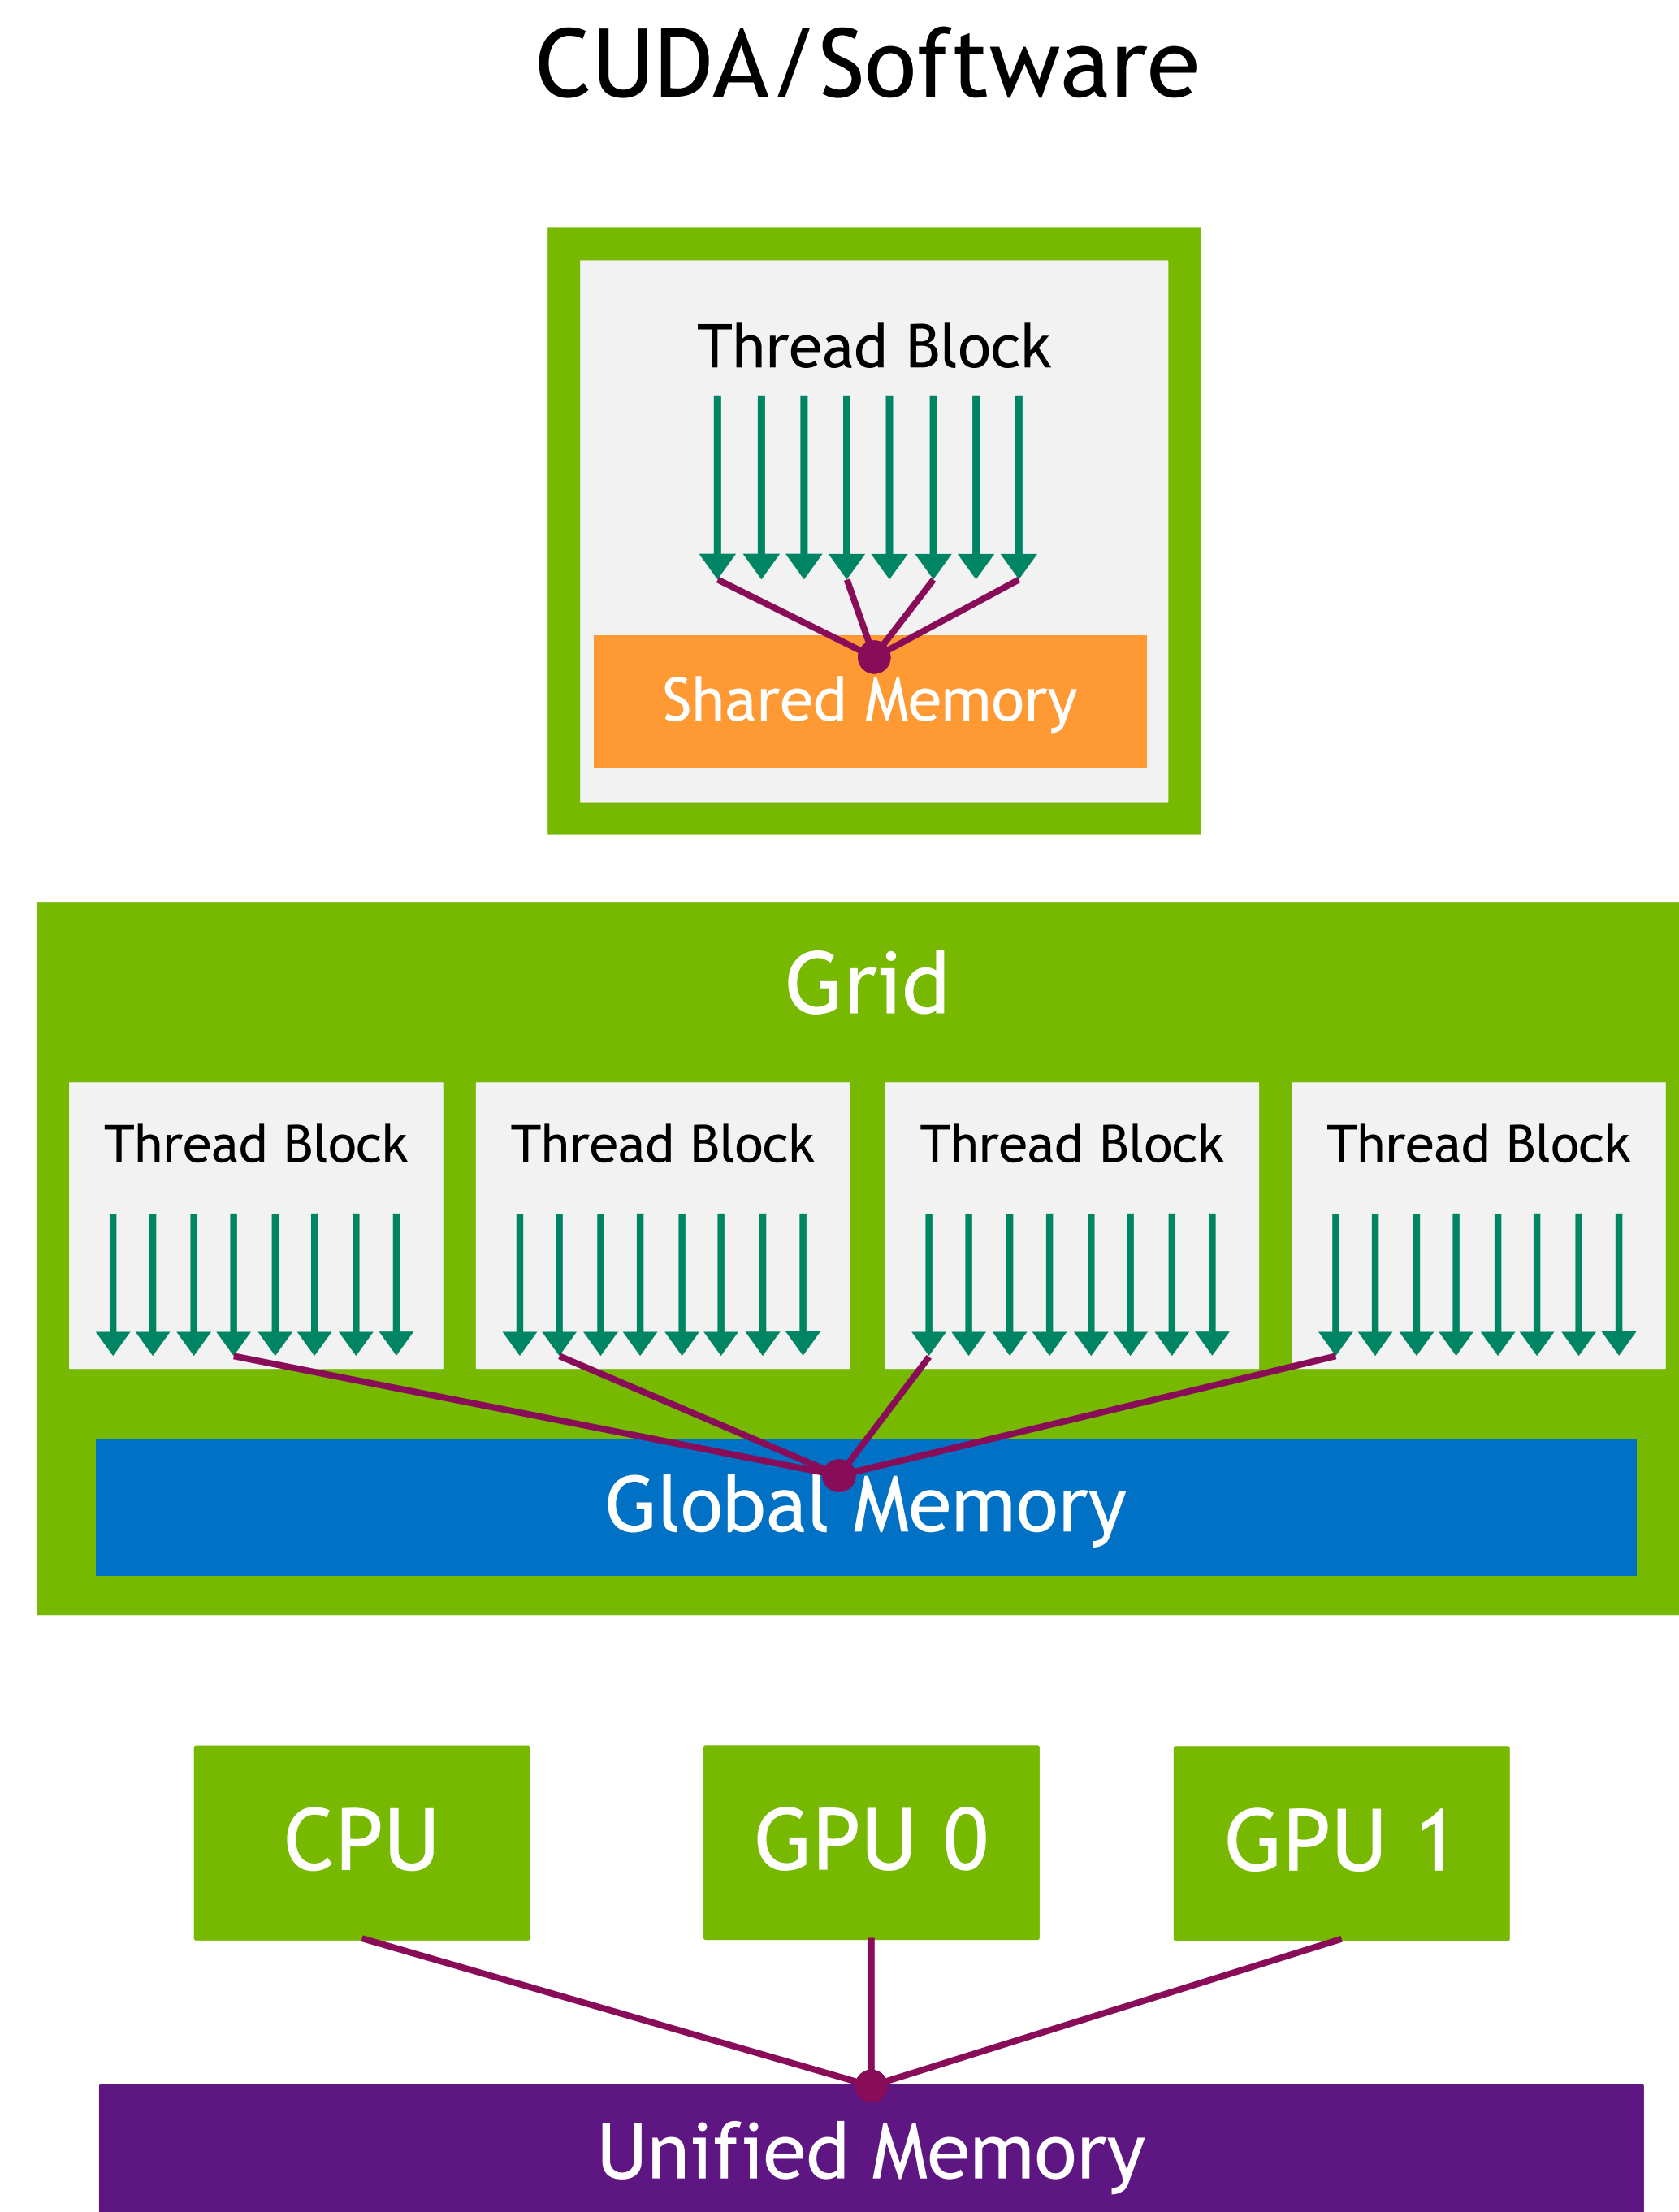 CUDA/Software
Thread Block
Shared Memory
Grid
Thread Block Thread Block Thread Block Thread Block
Global Memory
CPU GPU 0 GPU 1
Unified Memory